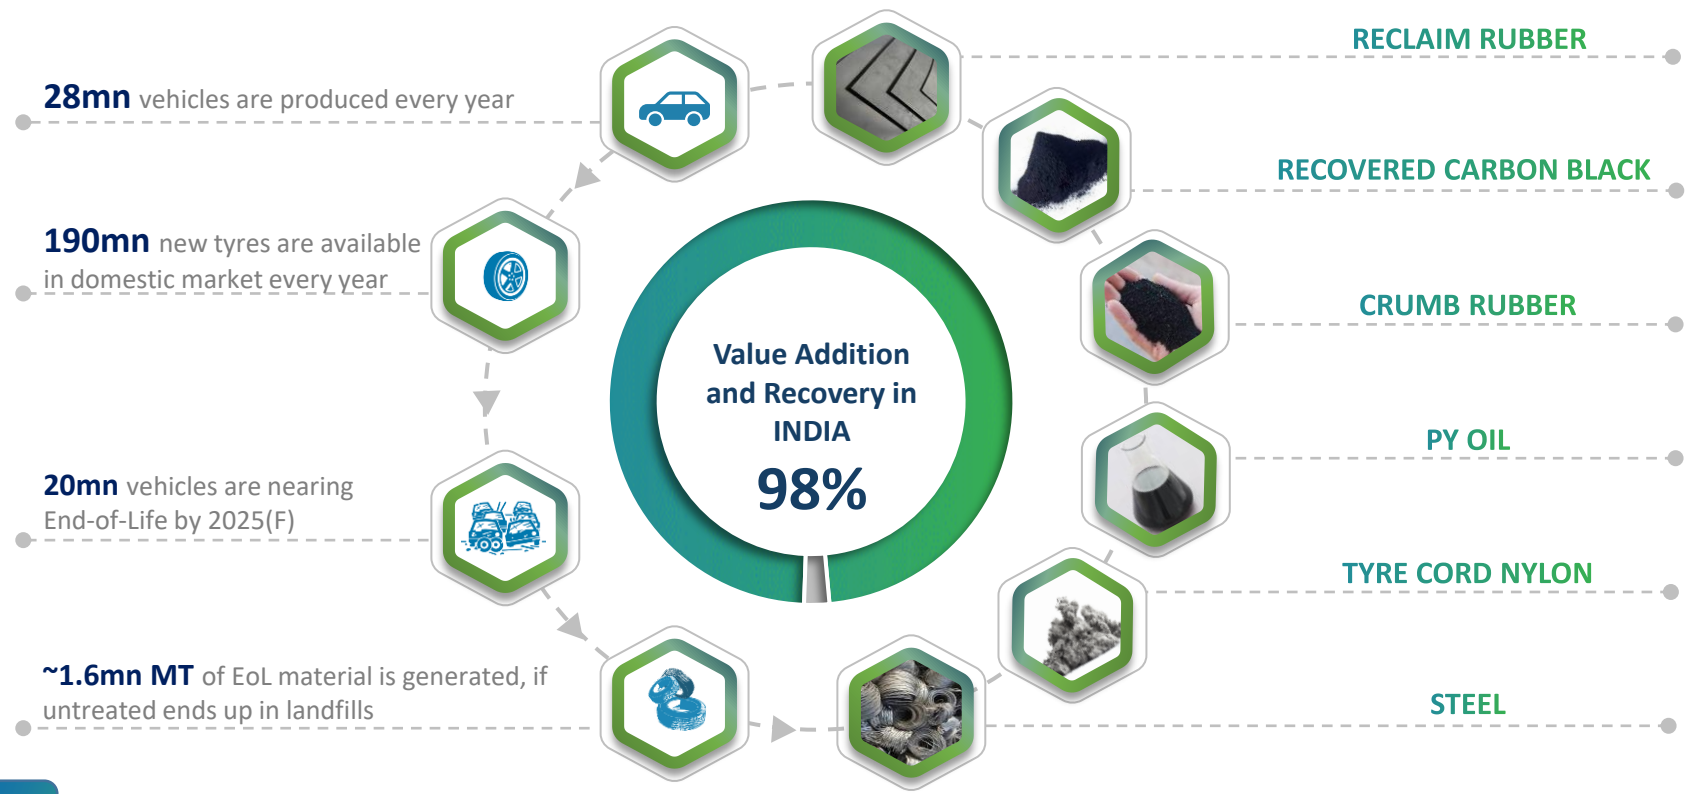 28mn vehicles are produced every year
190mn new tyres are available
in domestic market every year
20mn vehicles are nearing
End-of-Life by 2025(F)
~1.6mn MT of EoL material is generated, if
untreated ends up in landfills
Value Addition
and Recovery in
INDIA
98%
RECLAIM RUBBER
RECOVERED CARBON BLACK
CRUMB RUBBER
PY OIL
TYRE CORD NYLON
STEEL